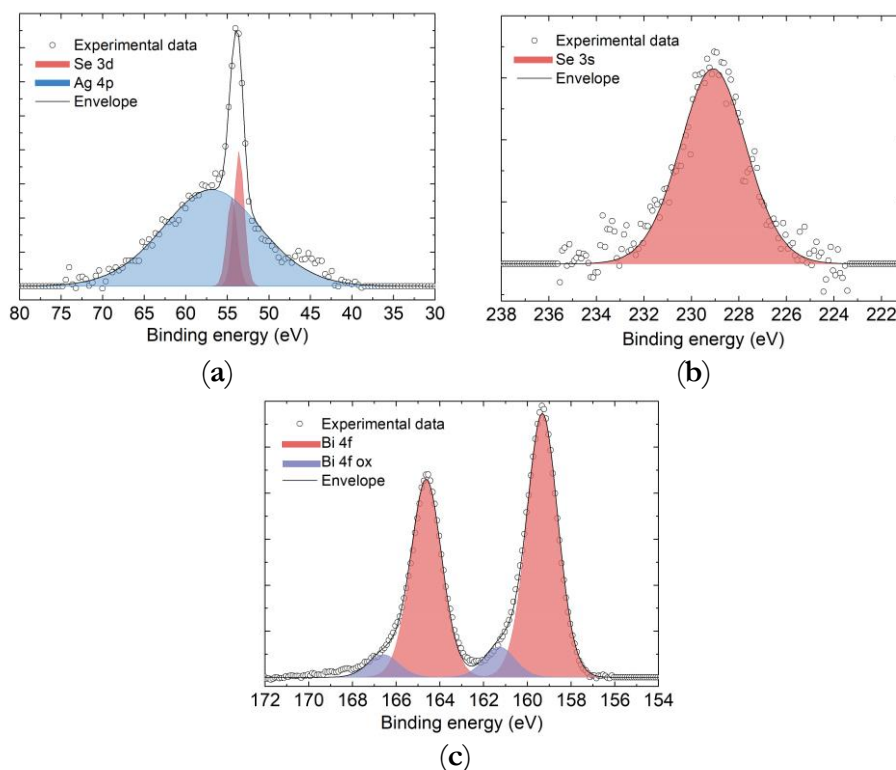 Experimental data
Se 3d
Ag 4p
Envelope
80 75 70 65 60 55 50 45 40 35 30
Binding energy (eV)
(a)
Experimental data
Se 3s
Envelope
238 236 234 232 230 228 226 224 222
Binding energy (eV)
(b)
Experimental data
Bi 4f
Bi 4f ox
Envelope
172 170 168 166 164 162 160 158 156 154
Binding energy (eV)
(c)